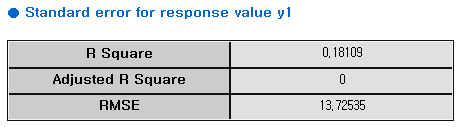 Standard error for response value y1
R Square 0,18109
Adjusted R Square 0
RMSE 13,72535